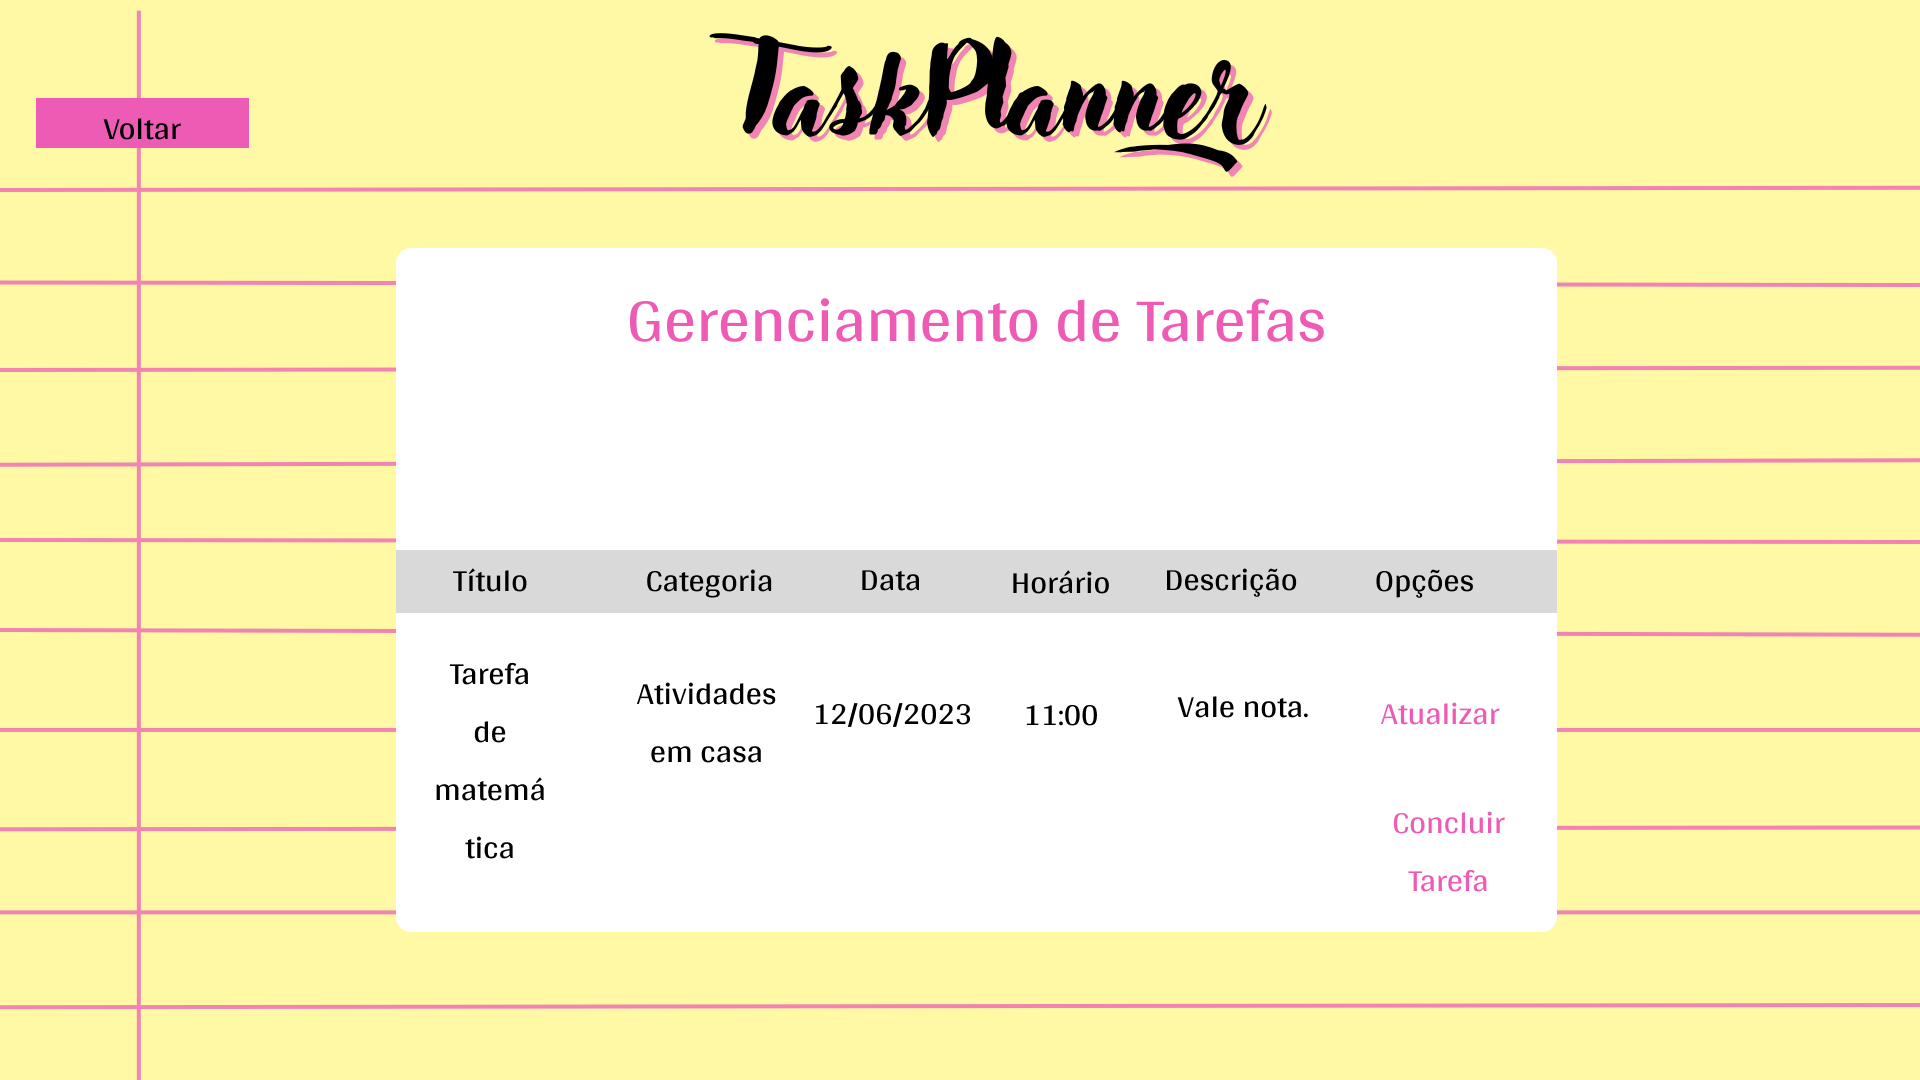 TaskPlanner
Voltar
Gerenciamento de Tarefas
Título Categoria Data Horário Descrição Opções
Tarefa
de
matemá
tica
Atividades
em casa
12/06/2023
11:00
Vale nota.
Atualizar
Concluir
Tarefa